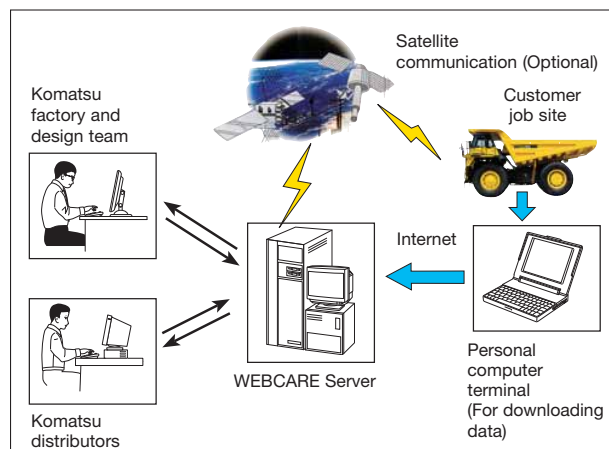 Satellite
communication (Optional)
Komatsu
factory and
design team
Customer
job site
Internet
WEBCARE Server
Personal
computer
terminal
(For downloading
data)
Komatsu
distributors